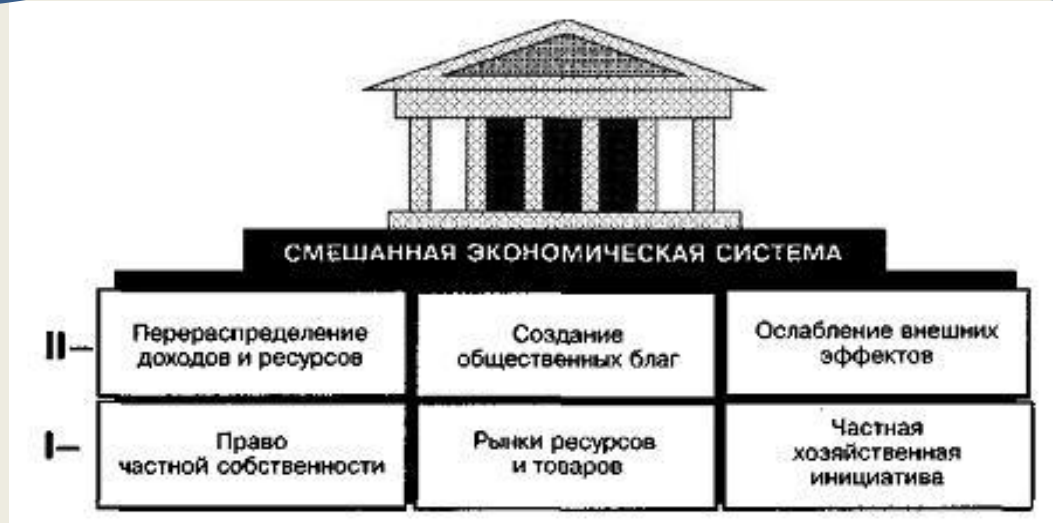 СМЕШАННАЯ ЭКОНОМИЧЕСКАЯ СИСТЕМА
II
Перераспределение
доходов и ресурсов
Создание
общественных благ
Ослабление внешних
эффектов
I
Право
частной собственности
Рынки ресурсов
и товаров
Частная
хозяйственная
инициатива